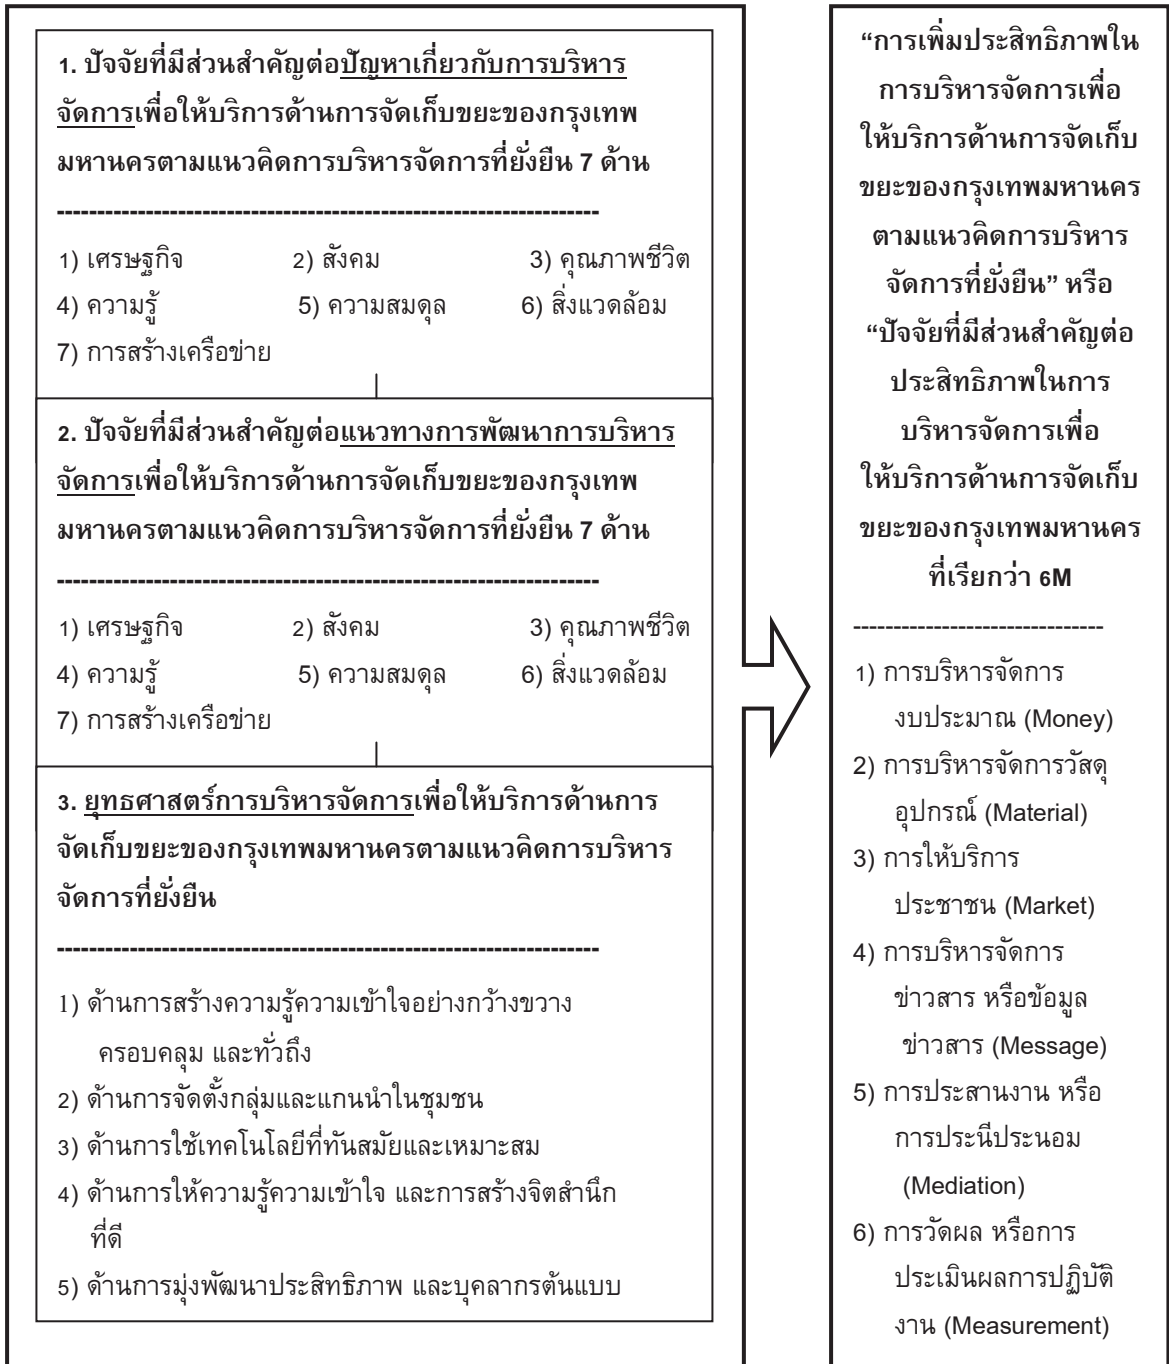 1. ปัจจัยที่มีส่วนสำคัญต่อปัญหาเกี่ยวกับการบริหาร
จัดการเพื่อให้บริการด้านการจัดเก็บขยะของกรุงเทพ
มหานครตามแนวคิดการบริหารจัดการที่ยั่งยืน 7 ด้าน
-------------------------------------------------------------------
1) เศรษฐกิจ 2) สังคม 3) คุณภาพชีวิต
4) ความรู้ 5) ความสมดุล 6) สิ่งแวดล้อม
7) การสร้างเครือข่าย
2. ปัจจัยที่มีส่วนสำคัญต่อแนวทางการพัฒนาการบริหาร
จัดการเพื่อให้บริการด้านการจัดเก็บขยะของกรุงเทพ
มหานครตามแนวคิดการบริหารจัดการที่ยั่งยืน 7 ด้าน
-------------------------------------------------------------------
1) เศรษฐกิจ 2) สังคม 3) คุณภาพชีวิต
4) ความรู้ 5) ความสมดุล 6) สิ่งแวดล้อม
7) การสร้างเครือข่าย
3. ยุทธศาสตร์การบริหารจัดการเพื่อให้บริการด้านการ
จัดเก็บขยะของกรุงเทพมหานครตามแนวคิดการบริหาร
จัดการที่ยั่งยืน
-------------------------------------------------------------------
1) ด้านการสร้างความรู้ความเข้าใจอย่างกว้างขวาง
ครอบคลุม และทั่วถึง
2) ด้านการจัดตั้งกลุ่มและแกนนำในชุมชน
3) ด้านการใช้เทคโนโลยีที่ทันสมัยและเหมาะสม
4) ด้านการให้ความรู้ความเข้าใจ และการสร้างจิตสำนึก
ที่ดี
5) ด้านการมุ่งพัฒนาประสิทธิภาพ และบุคลากรต้นแบบ
“การเพิ่มประสิทธิภาพใน
การบริหารจัดการเพื่อ
ให้บริการด้านการจัดเก็บ
ขยะของกรุงเทพมหานคร
ตามแนวคิดการบริหาร
จัดการที่ยั่งยืน” หรือ
“ปัจจัยที่มีส่วนสำคัญต่อ
ประสิทธิภาพในการ
บริหารจัดการเพื่อ
ให้บริการด้านการจัดเก็บ
ขยะของกรุงเทพมหานคร
ที่เรียกว่า 6M
-------------------------------
1) การบริหารจัดการ
งบประมาณ (Money)
2) การบริหารจัดการวัสดุ
อุปกรณ์ (Material)
3) การให้บริการ
ประชาชน (Market)
4) การบริหารจัดการ
ข่าวสาร หรือข้อมูล
ข่าวสาร (Message)
5) การประสานงาน หรือ
การประนีประนอม
(Mediation)
6) การวัดผล หรือการ
ประเมินผลการปฏิบัติ
งาน (Measurement)